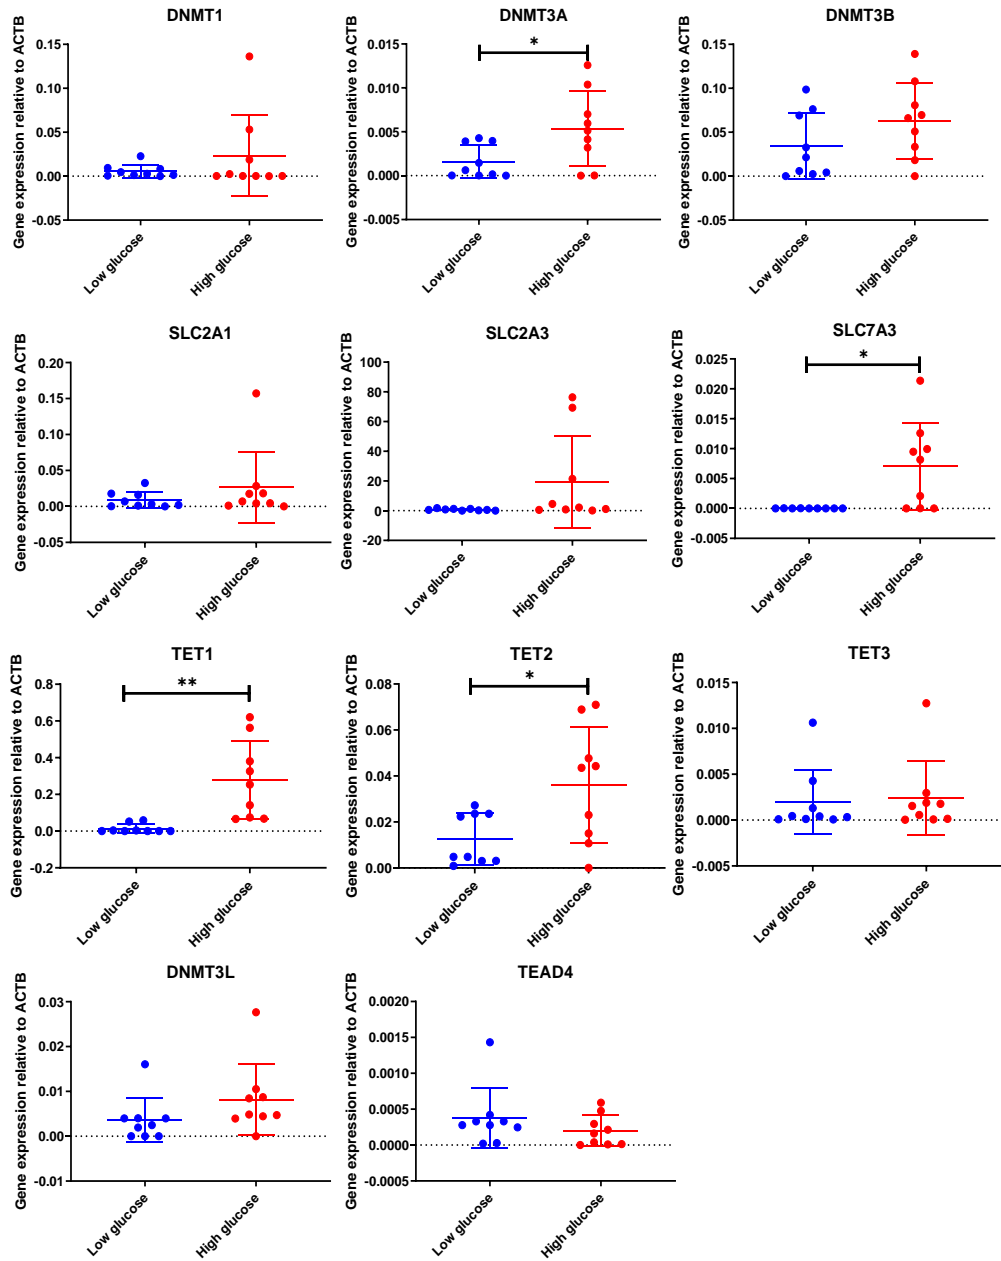 DNMT1
Gene expression relative to ACTB
0.15
0.10
0.05
0.00
-0.05
Low glucose
High glucose
DNMT3A
Gene expression relative to ACTB
0.015
0.010
0.005
0.000
-0.005
*
Low glucose
High glucose
DNMT3B
Gene expression relative to ACTB
0.15
0.10
0.05
0.00
-0.05
Low glucose
High glucose
SLC2A1
Gene expression relative to ACTB
0.20
0.15
0.10
0.05
0.00
-0.05
Low glucose
High glucose
SLC2A3
Gene expression relative to ACTB
100
80
60
40
20
0
-20
Low glucose
High glucose
SLC7A3
Gene expression relative to ACTB
0.025
0.020
0.015
0.010
0.005
0.000
-0.005
*
Low glucose
High glucose
TET1
Gene expression relative to ACTB
0.8
0.6
0.4
0.2
0.0
-0.2
**
Low glucose
High glucose
TET2
Gene expression relative to ACTB
0.08
0.06
0.04
0.02
0.00
*
Low glucose
High glucose
TET3
Gene expression relative to ACTB
0.015
0.010
0.005
0.000
-0.005
Low glucose
High glucose
DNMT3L
Gene expression relative to ACTB
0.03
0.02
0.01
0.00
-0.01
Low glucose
High glucose
TEAD4
Gene expression relative to ACTB
0.0020
0.0015
0.0010
0.0005
0.0000
-0.0005
Low glucose
High glucose